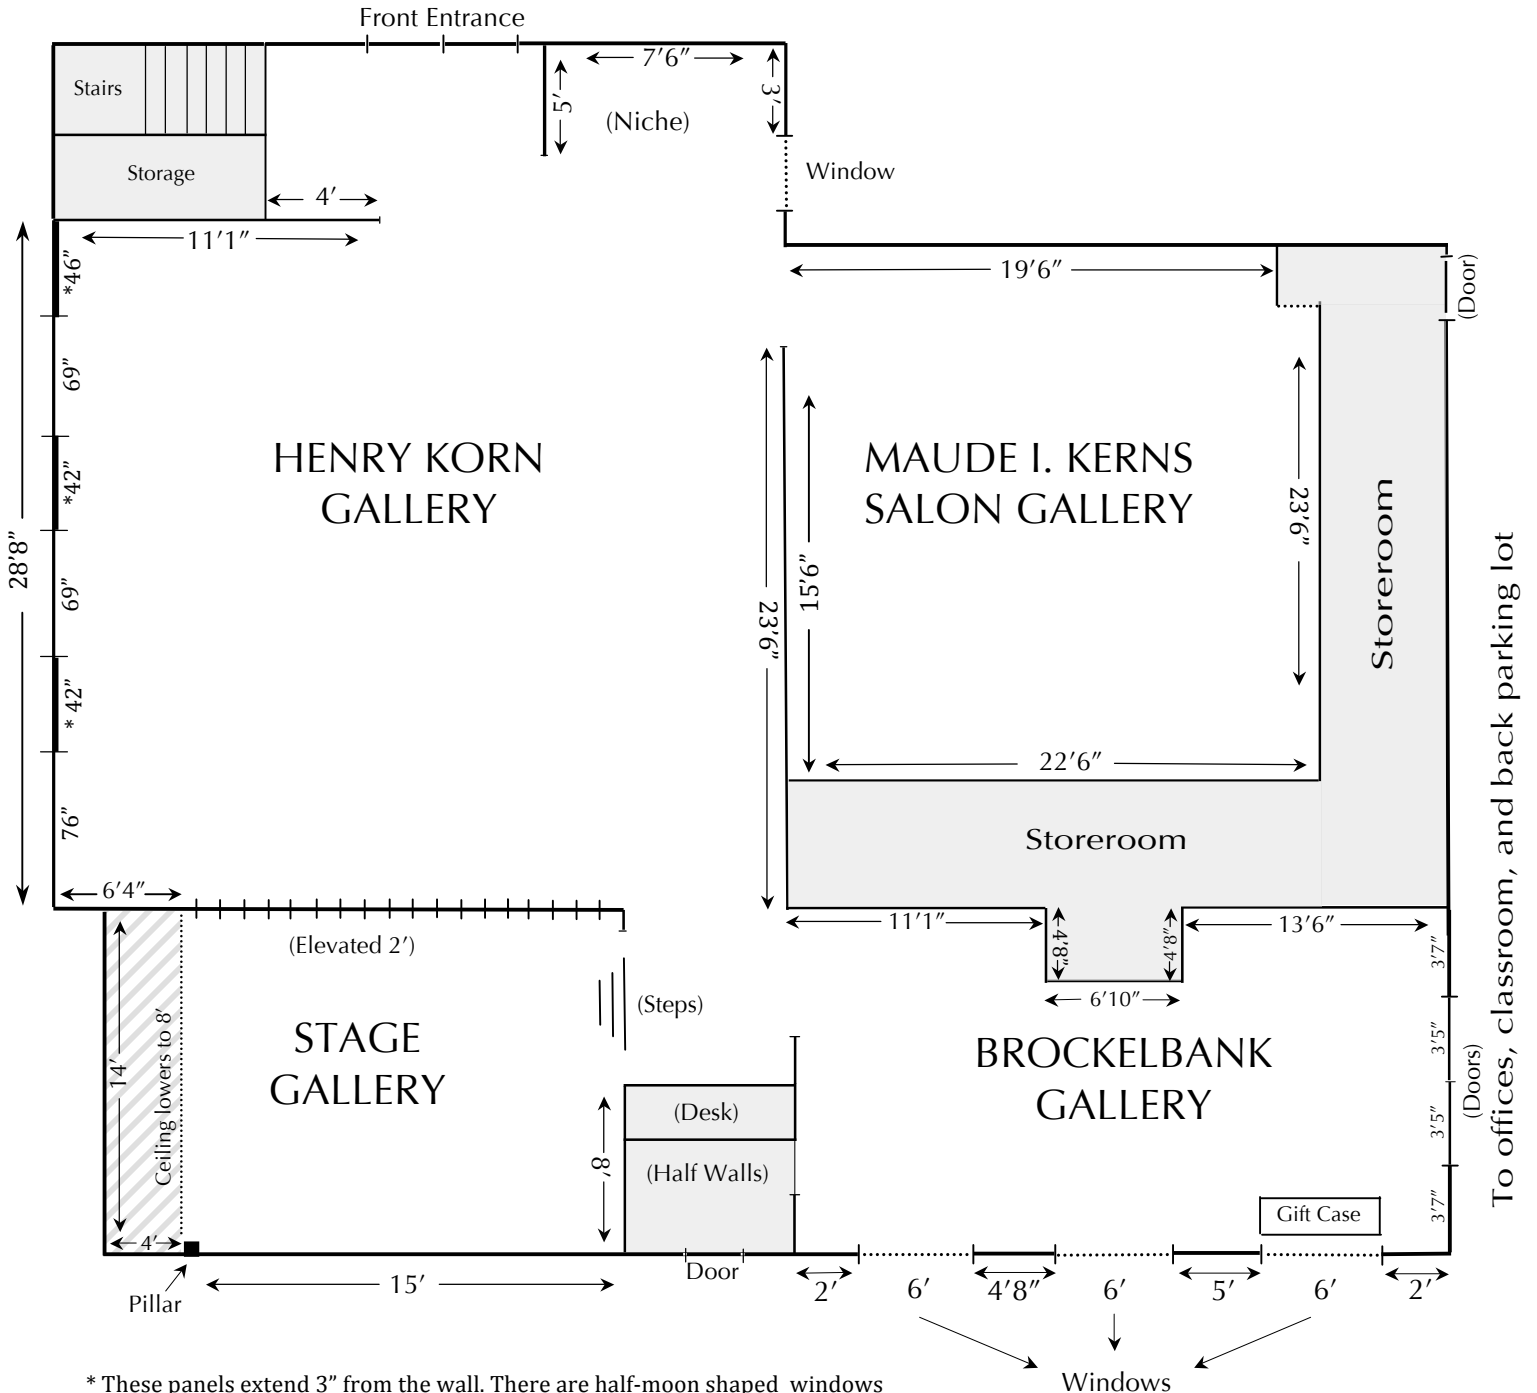 Front Entrance
7’6”
3’
5’
(Niche)
Stairs
Storage
Window
4’
11’1”
*46”
69”
*42”
69”
* 42”
76”
28’8”
19’6”
(Door)
HENRY KORN
GALLERY
MAUDE I. KERNS
SALON GALLERY
15’6”
23’6”
23’6”
Storeroom
22’6”
Storeroom
To offices, classroom, and back parking lot
6’4”
(Elevated 2’)
11’1”
4’8”
4’8”
6’10”
13’6”
3’7”
3’5”
3’5”
3’7”
(Doors)
14’
Ceiling lowers to 8’
STAGE
GALLERY
(Steps)
BROCKELBANK
GALLERY
8’
(Desk)
(Half Walls)
Gift Case
4’
Pillar
15’
Door
2’
6’
4’8”
6’
5’
6’
2’
Windows
* These panels extend 3” from the wall. There are half-moon shaped windows